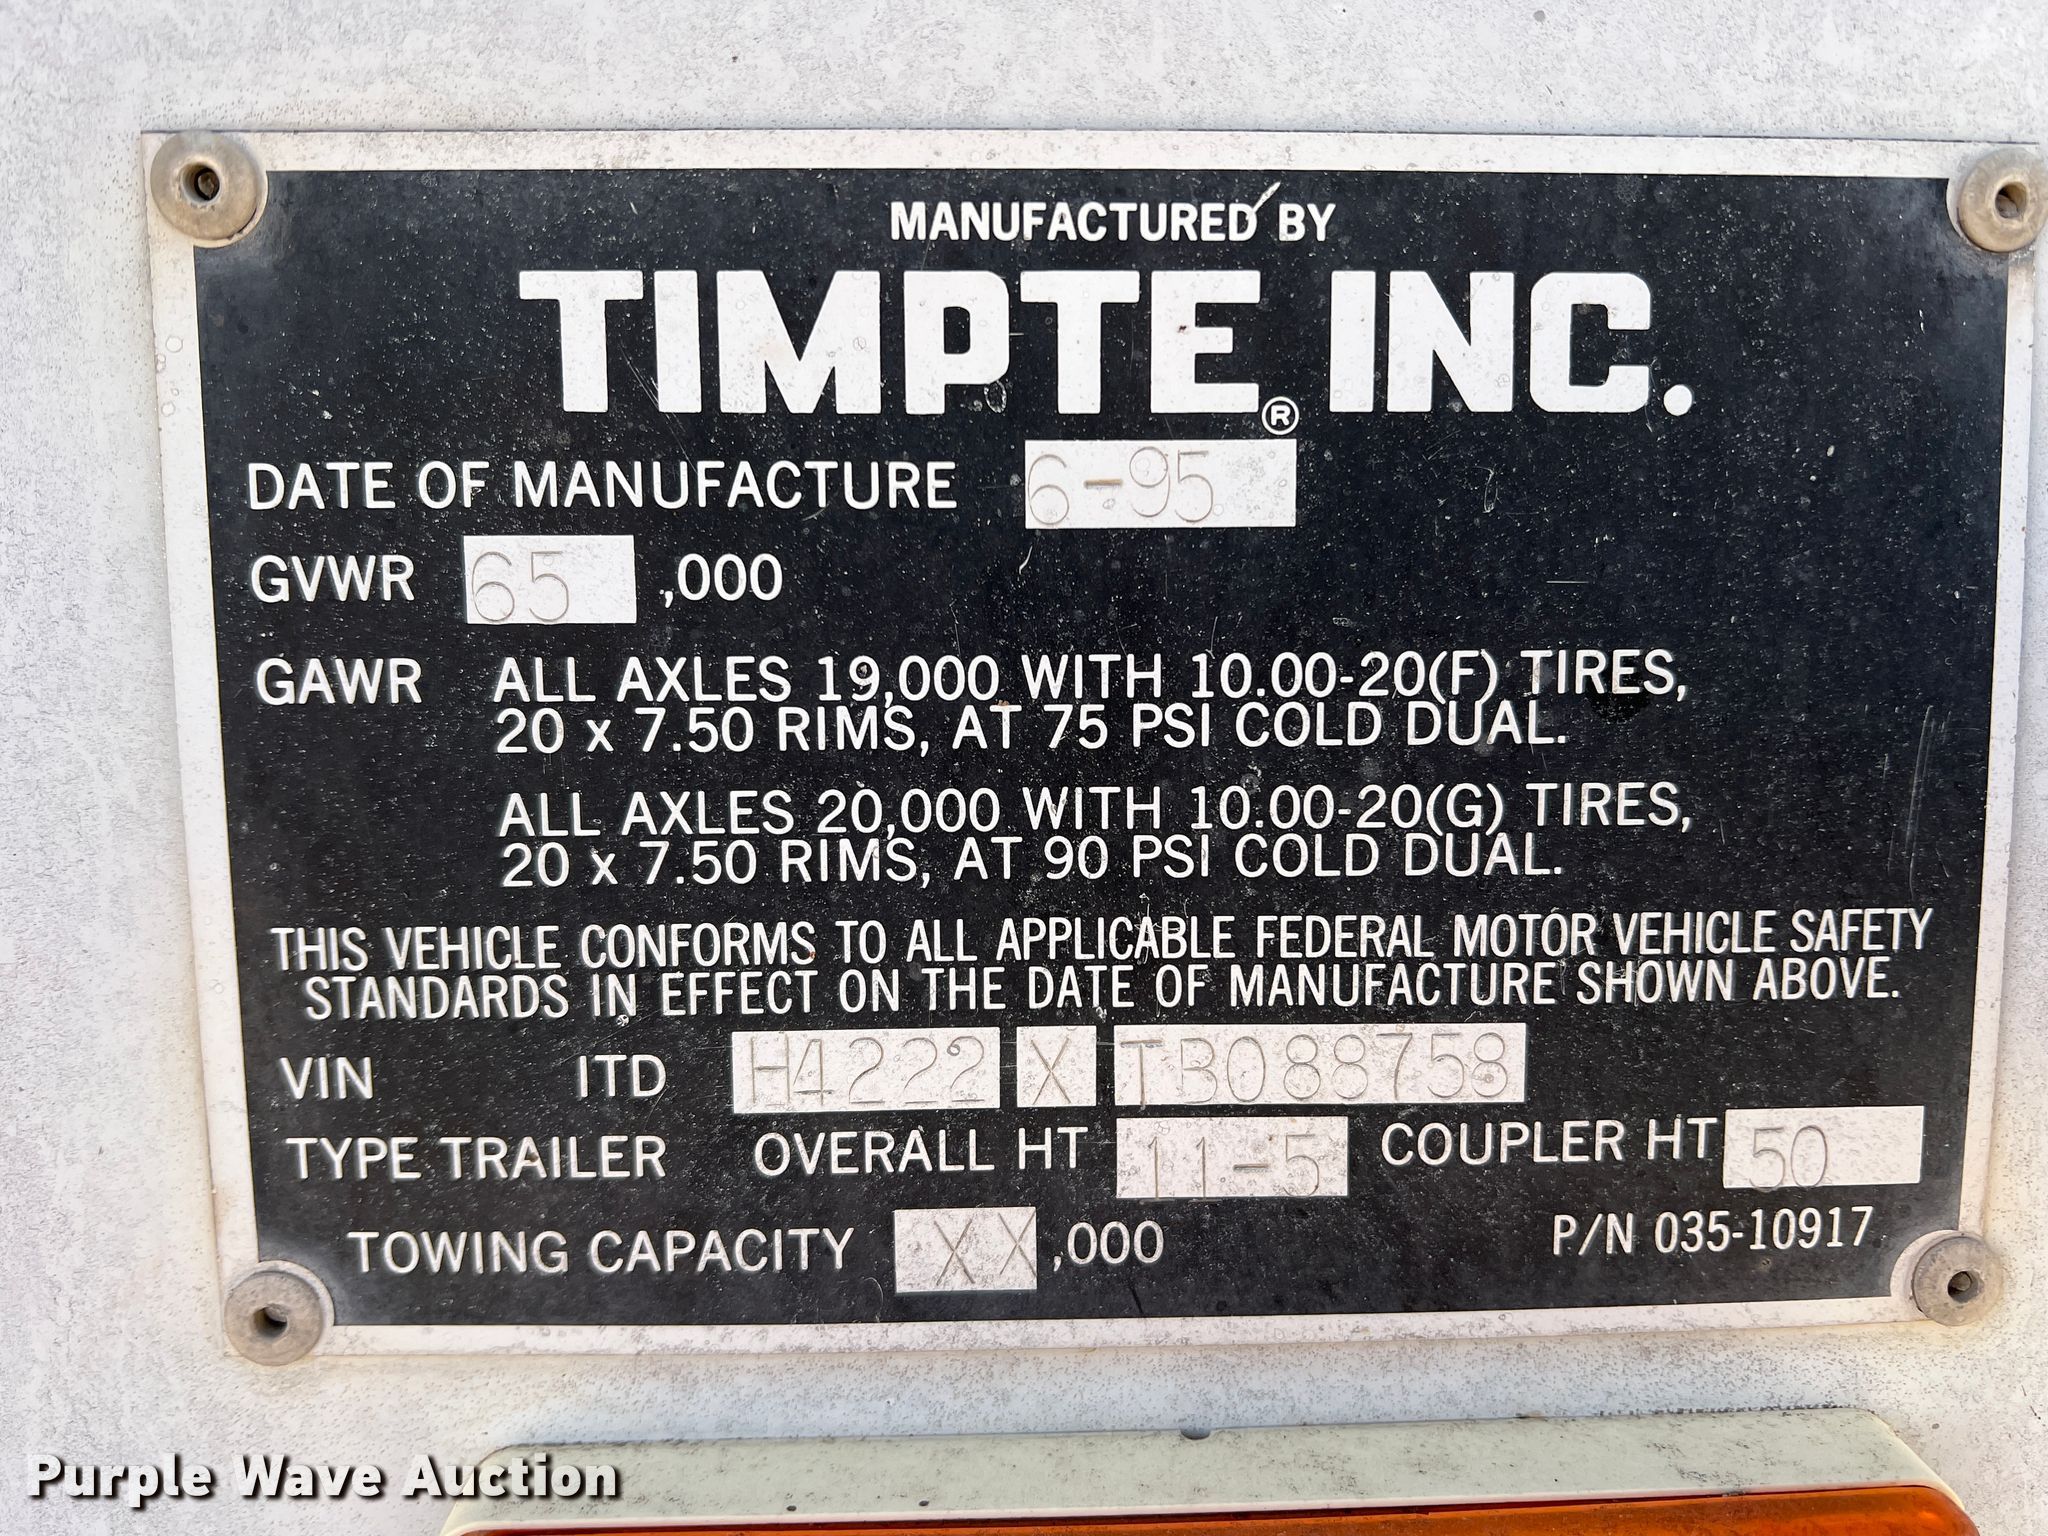 MANUFACTURED BY
TIMPTE® INC.
DATE OF MANUFACTURE 6-95
GVWR 65 ,000
GAWR ALL AXLES 19,000 WITH 10.00-20(F) TIRES,
20 x 7.50 RIMS, AT 75 PSI COLD DUAL.
ALL AXLES 20,000 WITH 10.00-20(G) TIRES,
20 x 7.50 RIMS, AT 90 PSI COLD DUAL.
THIS VEHICLE CONFORMS TO ALL APPLICABLE FEDERAL MOTOR VEHICLE SAFETY
STANDARDS IN EFFECT ON THE DATE OF MANUFACTURE SHOWN ABOVE.
VIN ITD H4222 X TB088758
TYPE TRAILER OVERALL HT 11-5 COUPLER HT 50
TOWING CAPACITY XX ,000 P/N 035-10917
Purple Wave Auction